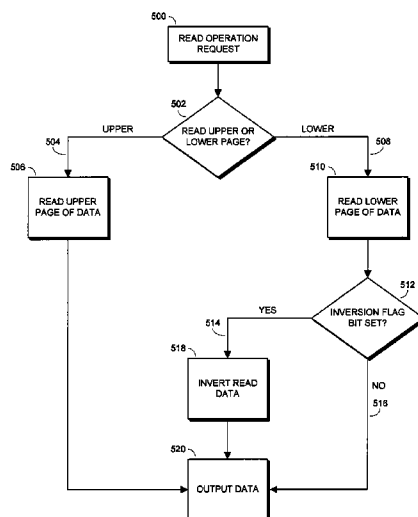 500
READ OPERATION
REQUEST
502
UPPER
READ UPPER OR
LOWER PAGE?
LOWER
504
508
506
READ UPPER
PAGE OF DATA
510
READ LOWER
PAGE OF DATA
512
INVERSION FLAG
BIT SET?
YES
514
518
INVERT READ
DATA
NO
516
520
OUTPUT DATA